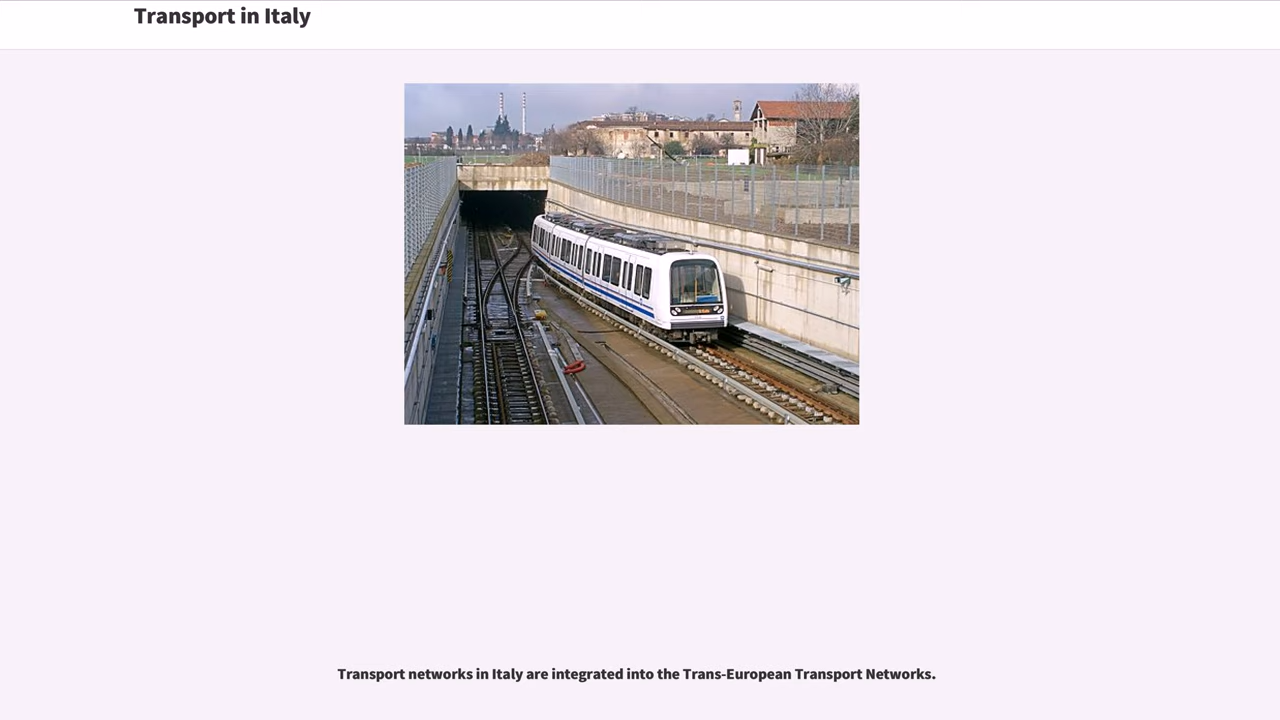 Transport in Italy
Transport networks in Italy are integrated into the Trans-European Transport Networks.